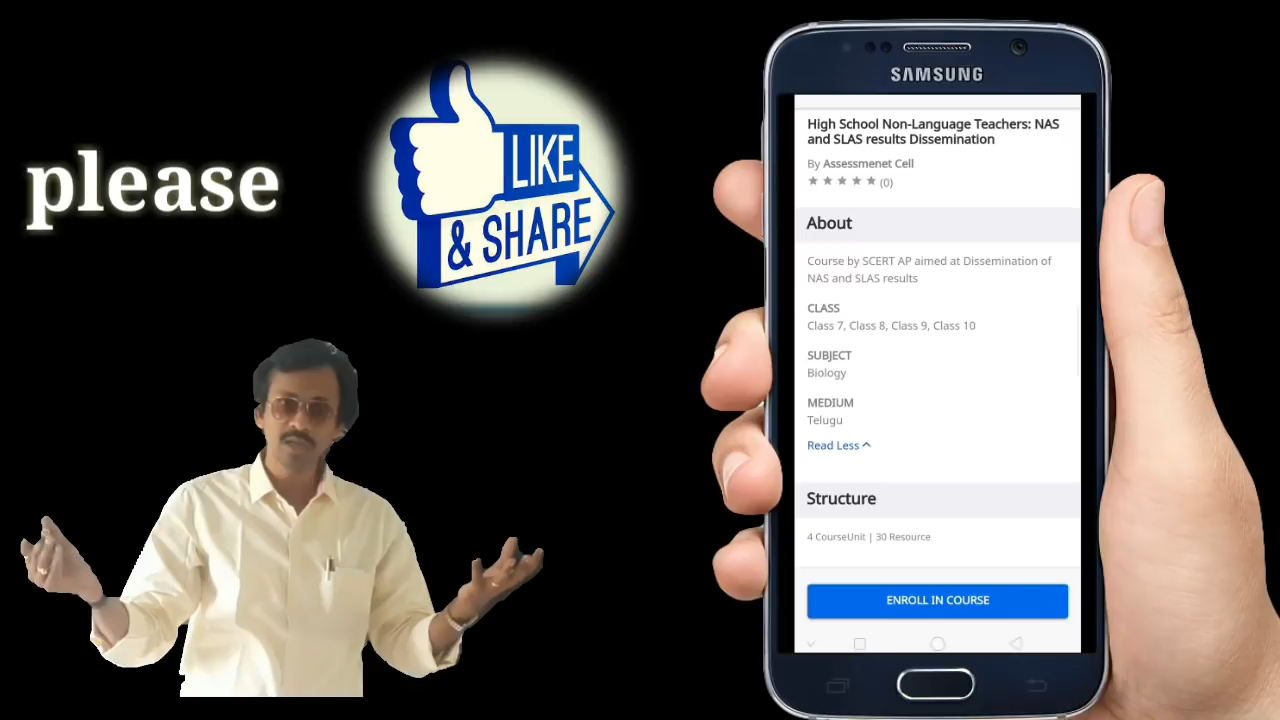 please
LIKE
& SHARE
SAMSUNG
High School Non-Language Teachers: NAS
and SLAS results Dissemination
By Assessmenet Cell
(0)
About
Course by SCERT AP aimed at Dissemination of
NAS and SLAS results
CLASS
Class 7, Class 8, Class 9, Class 10
SUBJECT
Biology
MEDIUM
Telugu
Read Less
Structure
4 CourseUnit | 30 Resource
ENROLL IN COURSE